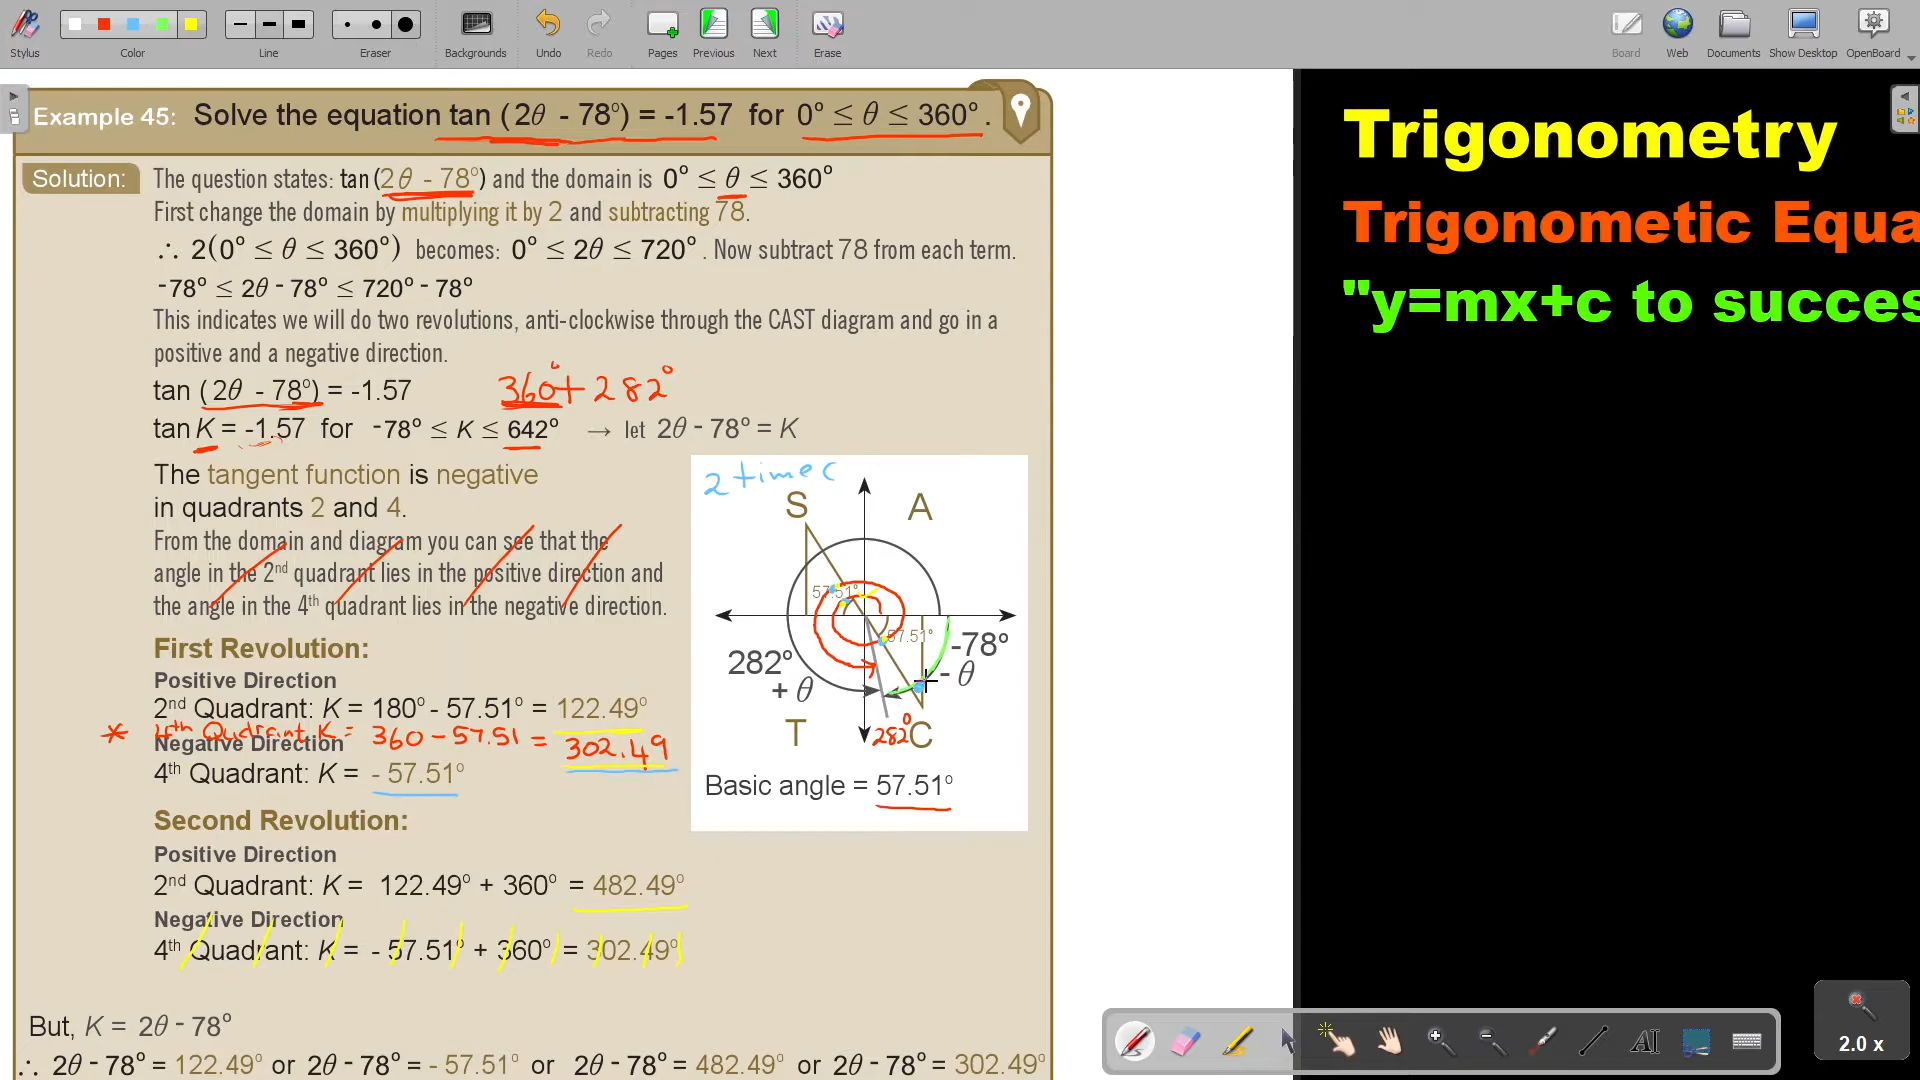 Stylus Color Line Eraser Backgrounds Undo Redo Pages Previous Next Erase Board Web Documents Show Desktop OpenBoard
Example 45: Solve the equation tan (2θ - 78°) = -1.57 for 0° ≤ θ ≤ 360°.
Solution: The question states: tan (2θ - 78°) and the domain is 0° ≤ θ ≤ 360°
First change the domain by multiplying it by 2 and subtracting 78.
∴ 2(0° ≤ θ ≤ 360°) becomes: 0° ≤ 2θ ≤ 720°. Now subtract 78 from each term.
-78° ≤ 2θ - 78° ≤ 720° - 78°
This indicates we will do two revolutions, anti-clockwise through the CAST diagram and go in a
positive and a negative direction.
tan (2θ - 78°) = -1.57 360° + 282°
tan K = -1.57 for -78° ≤ K ≤ 642° → let 2θ - 78° = K
The tangent function is negative
in quadrants 2 and 4.
From the domain and diagram you can see that the
angle in the 2nd quadrant lies in the positive direction and
the angle in the 4th quadrant lies in the negative direction.
First Revolution:
Positive Direction
2nd Quadrant: K = 180° - 57.51° = 122.49°
* 4th Qudrant K = 360 - 57.51 = 302.49
Negative Direction
4th Quadrant: K = - 57.51°
Second Revolution:
Positive Direction
2nd Quadrant: K = 122.49° + 360° = 482.49°
Negative Direction
4th Quadrant: K = - 57.51° + 360° = 302.49°
But, K = 2θ - 78°
∴ 2θ - 78° = 122.49° or 2θ - 78° = - 57.51° or 2θ - 78° = 482.49° or 2θ - 78° = 302.49°
2 time
S A
57.51°
57.51°
282° + θ
-78° - θ
T 282° C
Basic angle = 57.51°
Trigonometry
Trigonometic Equa
"y=mx+c to succes
2.0 x